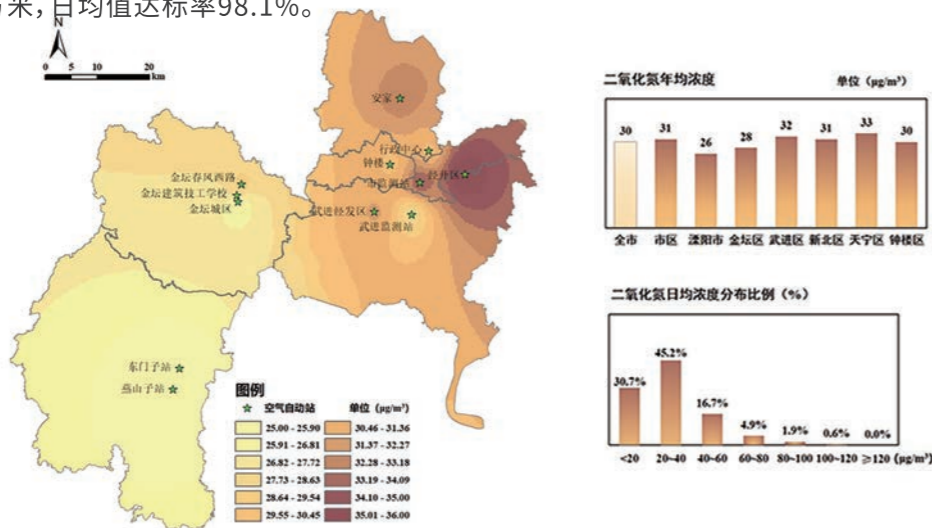 米，日均值达标率98.1%。
N
0 5 10 20
km
安家
行政中心
钟楼
市监测站
经开区
金坛春风西路
金坛建筑技工学校
金坛城区
武进经发区
武进监测站
东门子站
燕山子站
图例
空气自动站 单位（μg/m³）
25.00 - 25.90 30.46 - 31.36
25.91 - 26.81 31.37 - 32.27
26.82 - 27.72 32.28 - 33.18
27.73 - 28.63 33.19 - 34.09
28.64 - 29.54 34.10 - 35.00
29.55 - 30.45 35.01 - 36.00
二氧化氮年均浓度 单位（μg/m³）
30 31 26 28 32 31 33 30
全市 市区 溧阳市 金坛区 武进区 新北区 天宁区 钟楼区
二氧化氮日均浓度分布比例（%）
30.7% 45.2% 16.7% 4.9% 1.9% 0.6% 0.0%
<20 20~40 40~60 60~80 80~100 100~120 ≥120 (μg/m³)